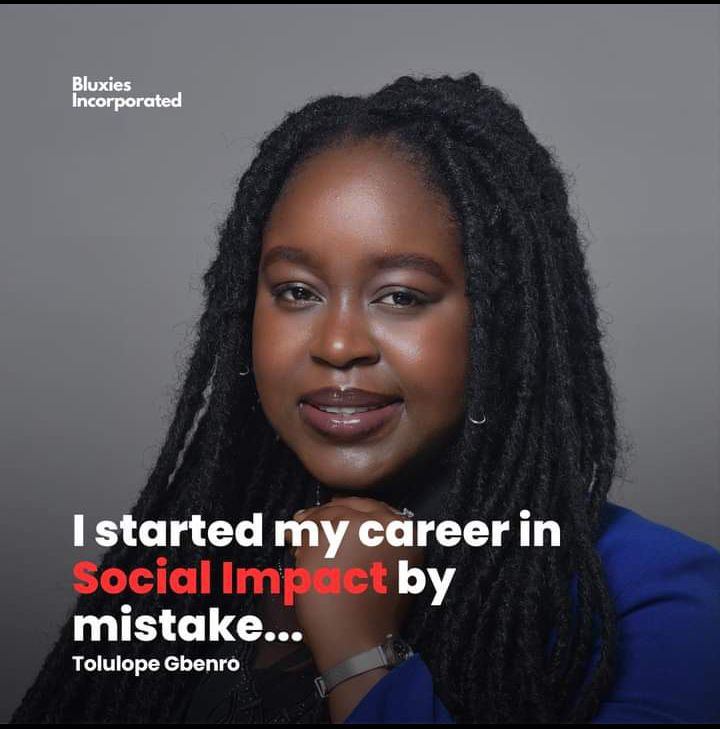 Bluxies
Incorporated
I started my career in
Social Impact by
mistake...
Tolulope Gbenro